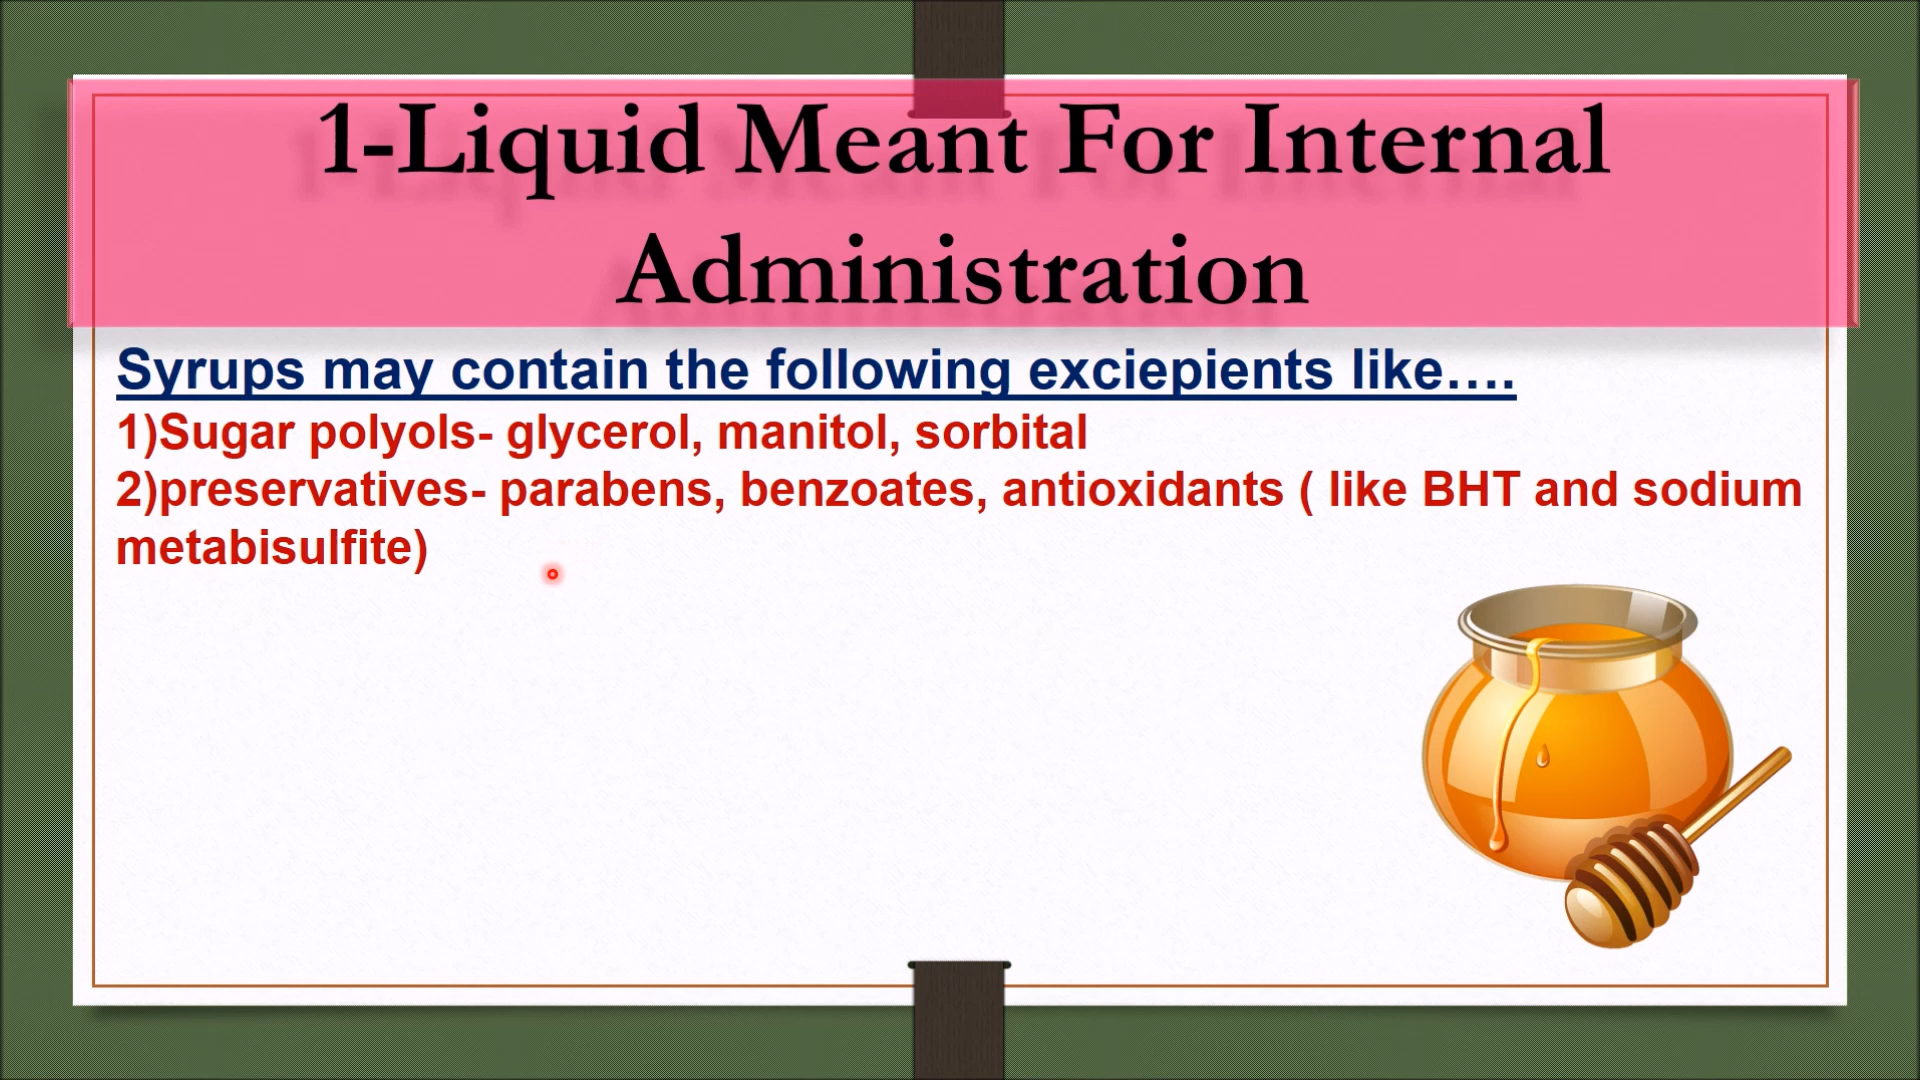 1-Liquid Meant For Internal
Administration
Syrups may contain the following exciepients like….
1)Sugar polyols- glycerol, manitol, sorbital
2)preservatives- parabens, benzoates, antioxidants ( like BHT and sodium
metabisulfite)